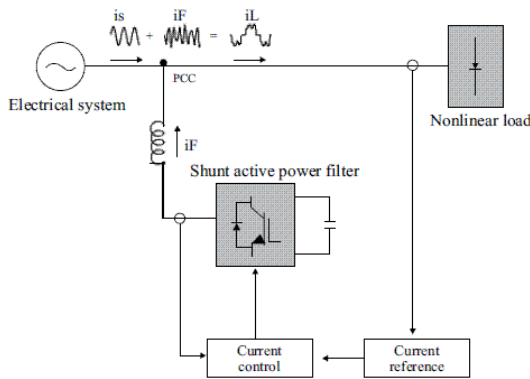 is + iF = iL
PCC
Electrical system
Nonlinear load
iF
Shunt active power filter
Current
control
Current
reference